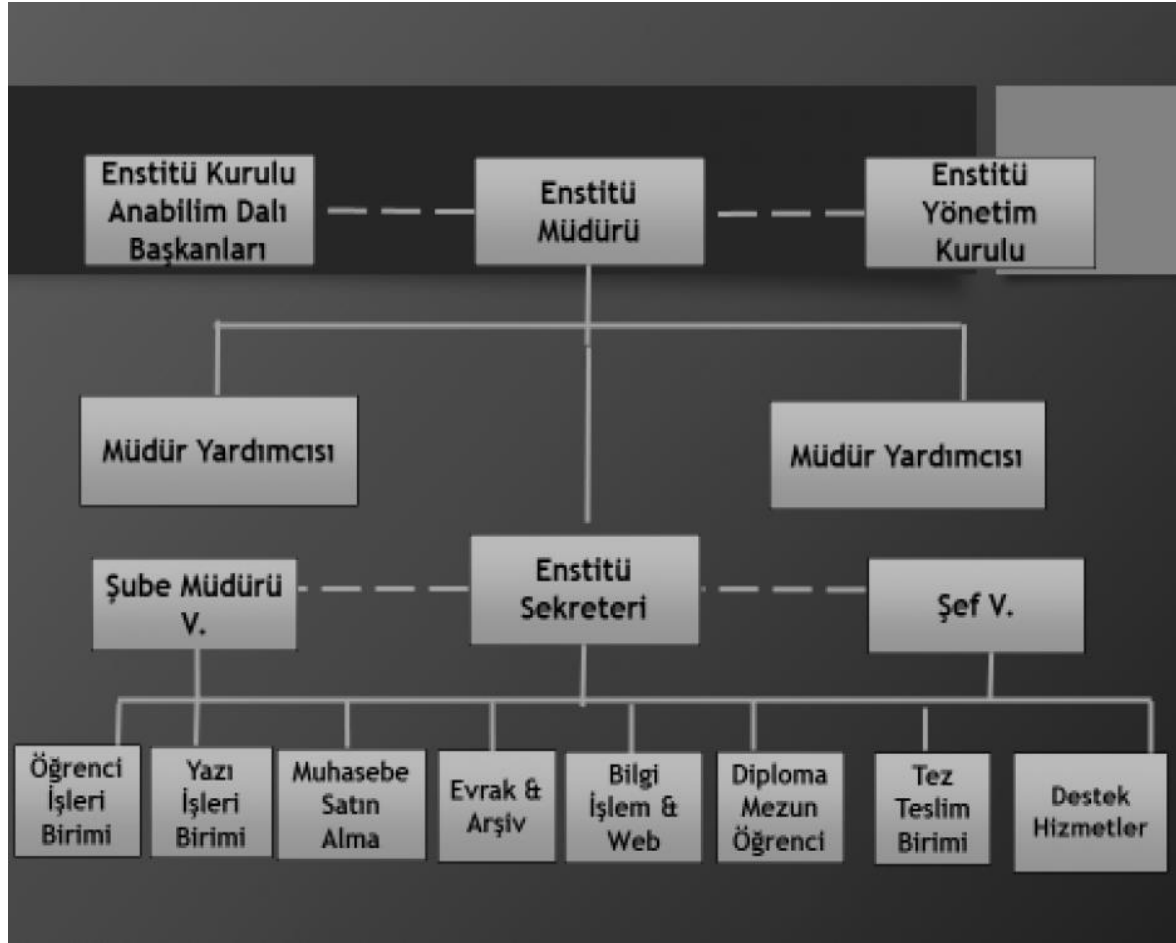 Enstitü Kurulu
Anabilim Dalı
Başkanları
Enstitü
Müdürü
Enstitü
Yönetim
Kurulu
Müdür Yardımcısı
Müdür Yardımcısı
Şube Müdürü
V.
Enstitü
Sekreteri
Şef V.
Öğrenci
İşleri
Birimi
Yazı
İşleri
Birimi
Muhasebe
Satın
Alma
Evrak &
Arşiv
Bilgi
İşlem &
Web
Diploma
Mezun
Öğrenci
Tez
Teslim
Birimi
Destek
Hizmetler